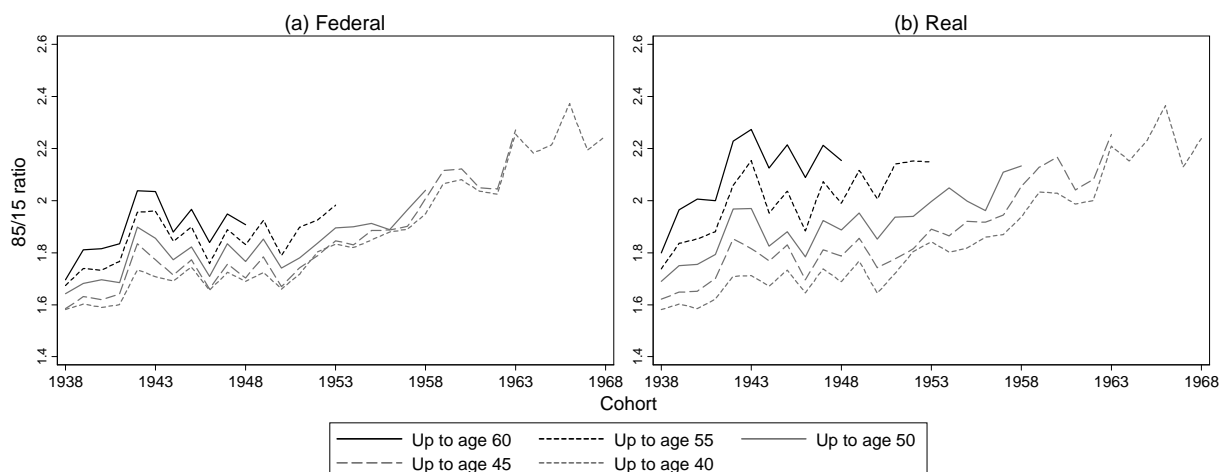 (a) Federal
(b) Real
85/15 ratio
2.6
2.4
2.2
2
1.8
1.6
1.4
1938 1943 1948 1953 1958 1963 1968
2.6
2.4
2.2
2
1.8
1.6
1.4
1938 1943 1948 1953 1958 1963 1968
Cohort
Up to age 60 Up to age 55 Up to age 50
Up to age 45 Up to age 40